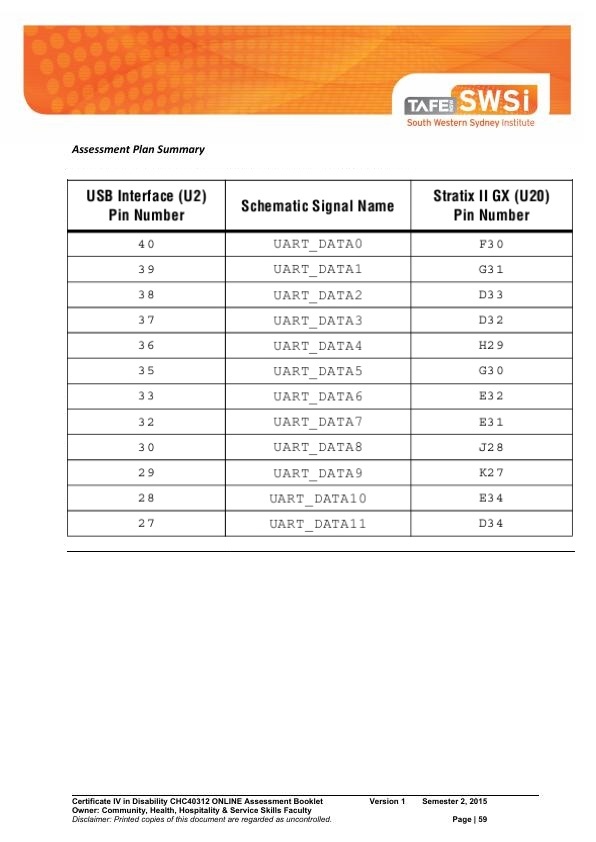 TAFE NSW SWSi
South Western Sydney Institute
Assessment Plan Summary
USB Interface (U2) Pin Number Schematic Signal Name Stratix II GX (U20) Pin Number
40 UART_DATA0 F30
39 UART_DATA1 G31
38 UART_DATA2 D33
37 UART_DATA3 D32
36 UART_DATA4 H29
35 UART_DATA5 G30
33 UART_DATA6 E32
32 UART_DATA7 E31
30 UART_DATA8 J28
29 UART_DATA9 K27
28 UART_DATA10 E34
27 UART_DATA11 D34
Certificate IV in Disability CHC40312 ONLINE Assessment Booklet Version 1 Semester 2, 2015
Owner: Community, Health, Hospitality & Service Skills Faculty
Disclaimer: Printed copies of this document are regarded as uncontrolled. Page | 59